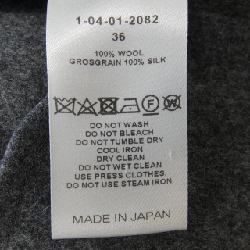 1-04-01-2082
36
100% WOOL
GROSGRAIN 100% SILK
DO NOT WASH
DO NOT BLEACH
DO NOT TUMBLE DRY
COOL IRON
DRY CLEAN
DO NOT WET CLEAN
USE PRESS CLOTHES.
DO NOT USE STEAM IRON
MADE IN JAPAN